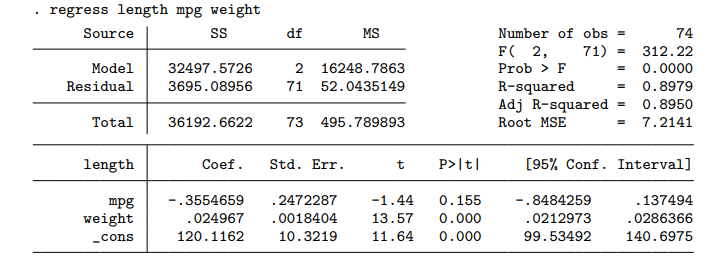 . regress length mpg weight
Source SS df MS Number of obs = 74
F( 2, 71) = 312.22
Model 32497.5726 2 16248.7863 Prob > F = 0.0000
Residual 3695.08956 71 52.0435149 R-squared = 0.8979
Adj R-squared = 0.8950
Total 36192.6622 73 495.789893 Root MSE = 7.2141
length Coef. Std. Err. t P>|t| [95% Conf. Interval]
mpg -.3554659 .2472287 -1.44 0.155 -.8484259 .137494
weight .024967 .0018404 13.57 0.000 .0212973 .0286366
_cons 120.1162 10.3219 11.64 0.000 99.53492 140.6975